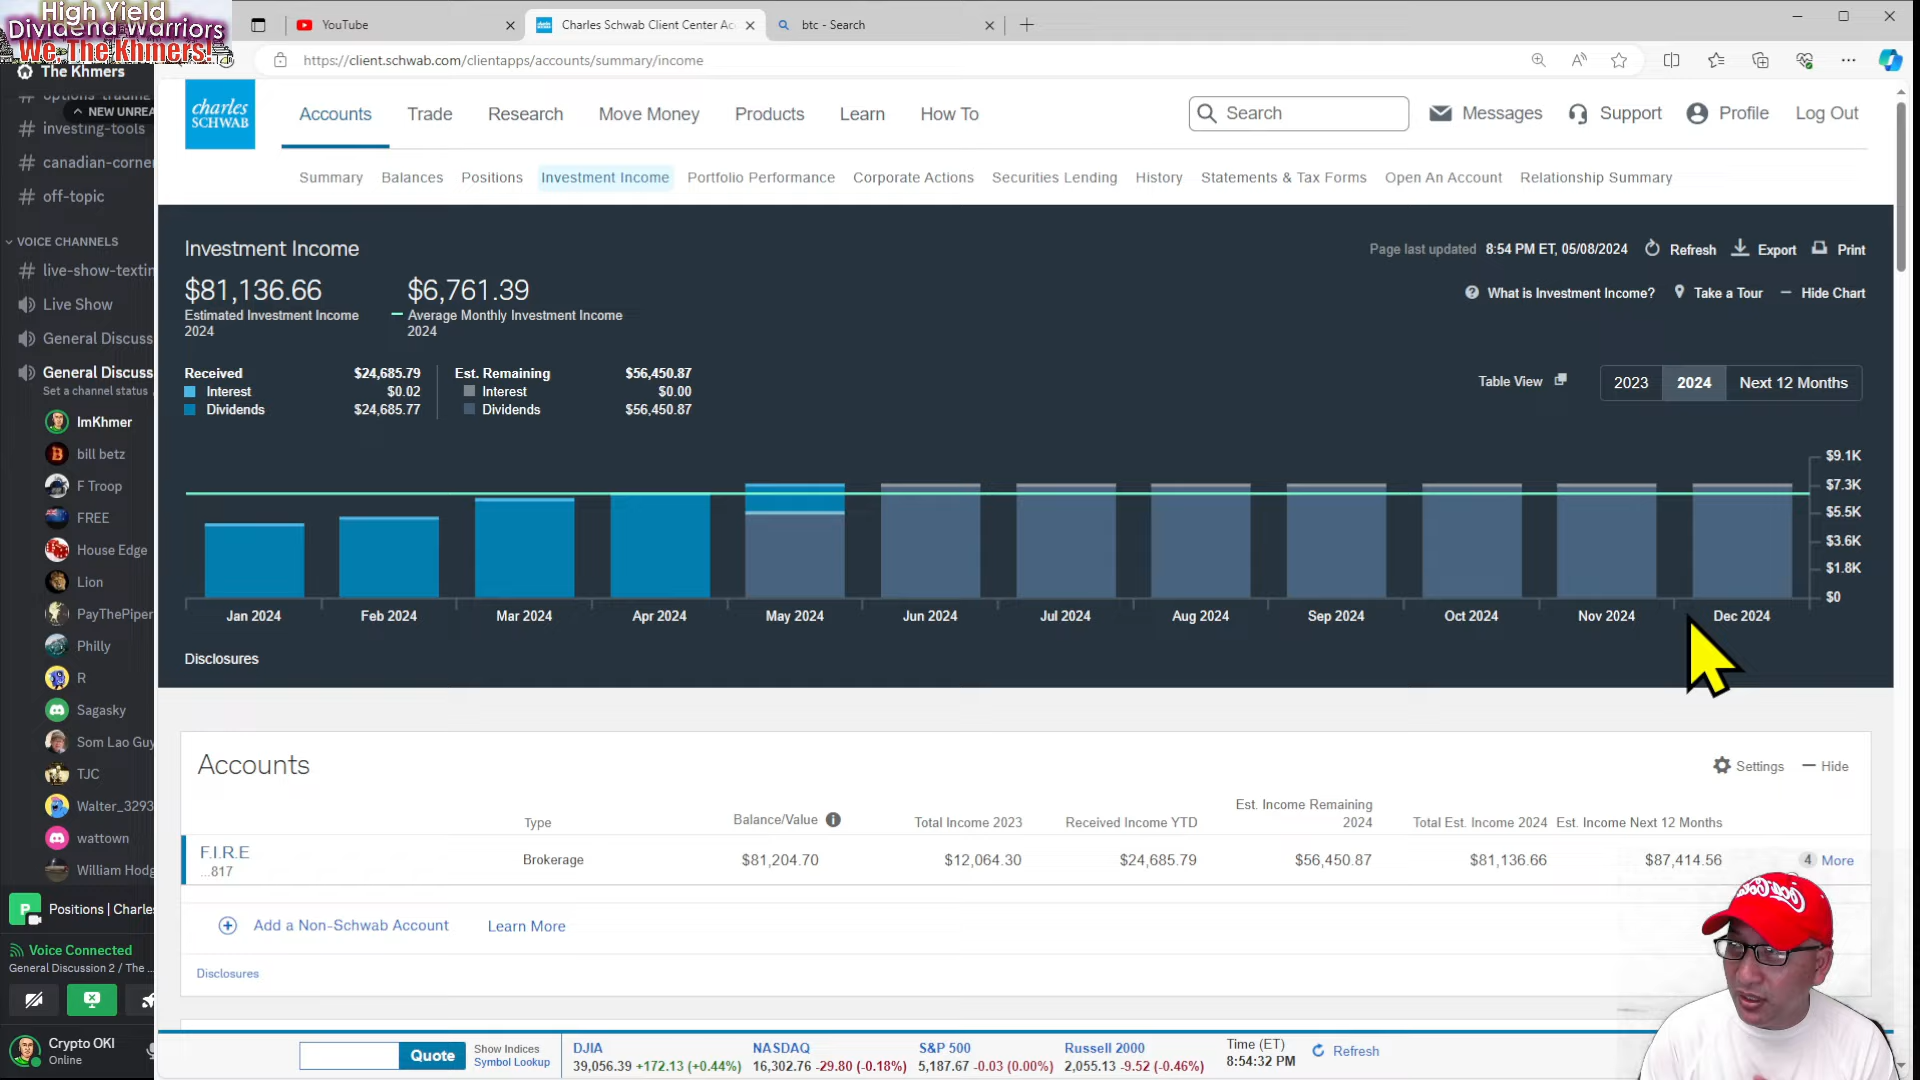 High Yield
Dividend Warriors
We The Khmers!
YouTube
Charles Schwab Client Center Ac
btc - Search
https://client.schwab.com/clientapps/accounts/summary/income
The Khmers
NEW UNREA
# investing-tools
# canadian-corner
# off-topic
VOICE CHANNELS
# live-show-textin
Live Show
General Discuss
General Discuss
Set a channel status
ImKhmer
bill betz
F Troop
FREE
House Edge
Lion
PayThePiper
Philly
R
Sagasky
Som Lao Guy
TJC
Walter_3293
wattown
William Hodg
Positions | Charles
Voice Connected
General Discussion 2 / The ...
Crypto OKI
Online
charles
SCHWAB
Accounts Trade Research Move Money Products Learn How To
Search
Messages Support Profile Log Out
Summary Balances Positions Investment Income Portfolio Performance Corporate Actions Securities Lending History Statements & Tax Forms Open An Account Relationship Summary
Investment Income
Page last updated 8:54 PM ET, 05/08/2024 Refresh Export Print
$81,136.66 $6,761.39
Estimated Investment Income
2024
Average Monthly Investment Income
2024
What is Investment Income? Take a Tour Hide Chart
Received $24,685.79
Interest $0.02
Dividends $24,685.77
Est. Remaining $56,450.87
Interest $0.00
Dividends $56,450.87
Table View 2023 2024 Next 12 Months
$9.1K
$7.3K
$5.5K
$3.6K
$1.8K
$0
Jan 2024 Feb 2024 Mar 2024 Apr 2024 May 2024 Jun 2024 Jul 2024 Aug 2024 Sep 2024 Oct 2024 Nov 2024 Dec 2024
Disclosures
Accounts
Settings Hide
Type Balance/Value Total Income 2023 Received Income YTD Est. Income Remaining
2024 Total Est. Income 2024 Est. Income Next 12 Months
F.I.R.E
...817
Brokerage $81,204.70 $12,064.30 $24,685.79 $56,450.87 $81,136.66 $87,414.56 4 More
Add a Non-Schwab Account Learn More
Disclosures
Quote
Show Indices
Symbol Lookup
DJIA
39,056.39 +172.13 (+0.44%)
NASDAQ
16,302.76 -29.80 (-0.18%)
S&P 500
5,187.67 -0.03 (0.00%)
Russell 2000
2,055.13 -9.52 (-0.46%)
Time (ET)
8:54:32 PM
Refresh
Coca-Cola